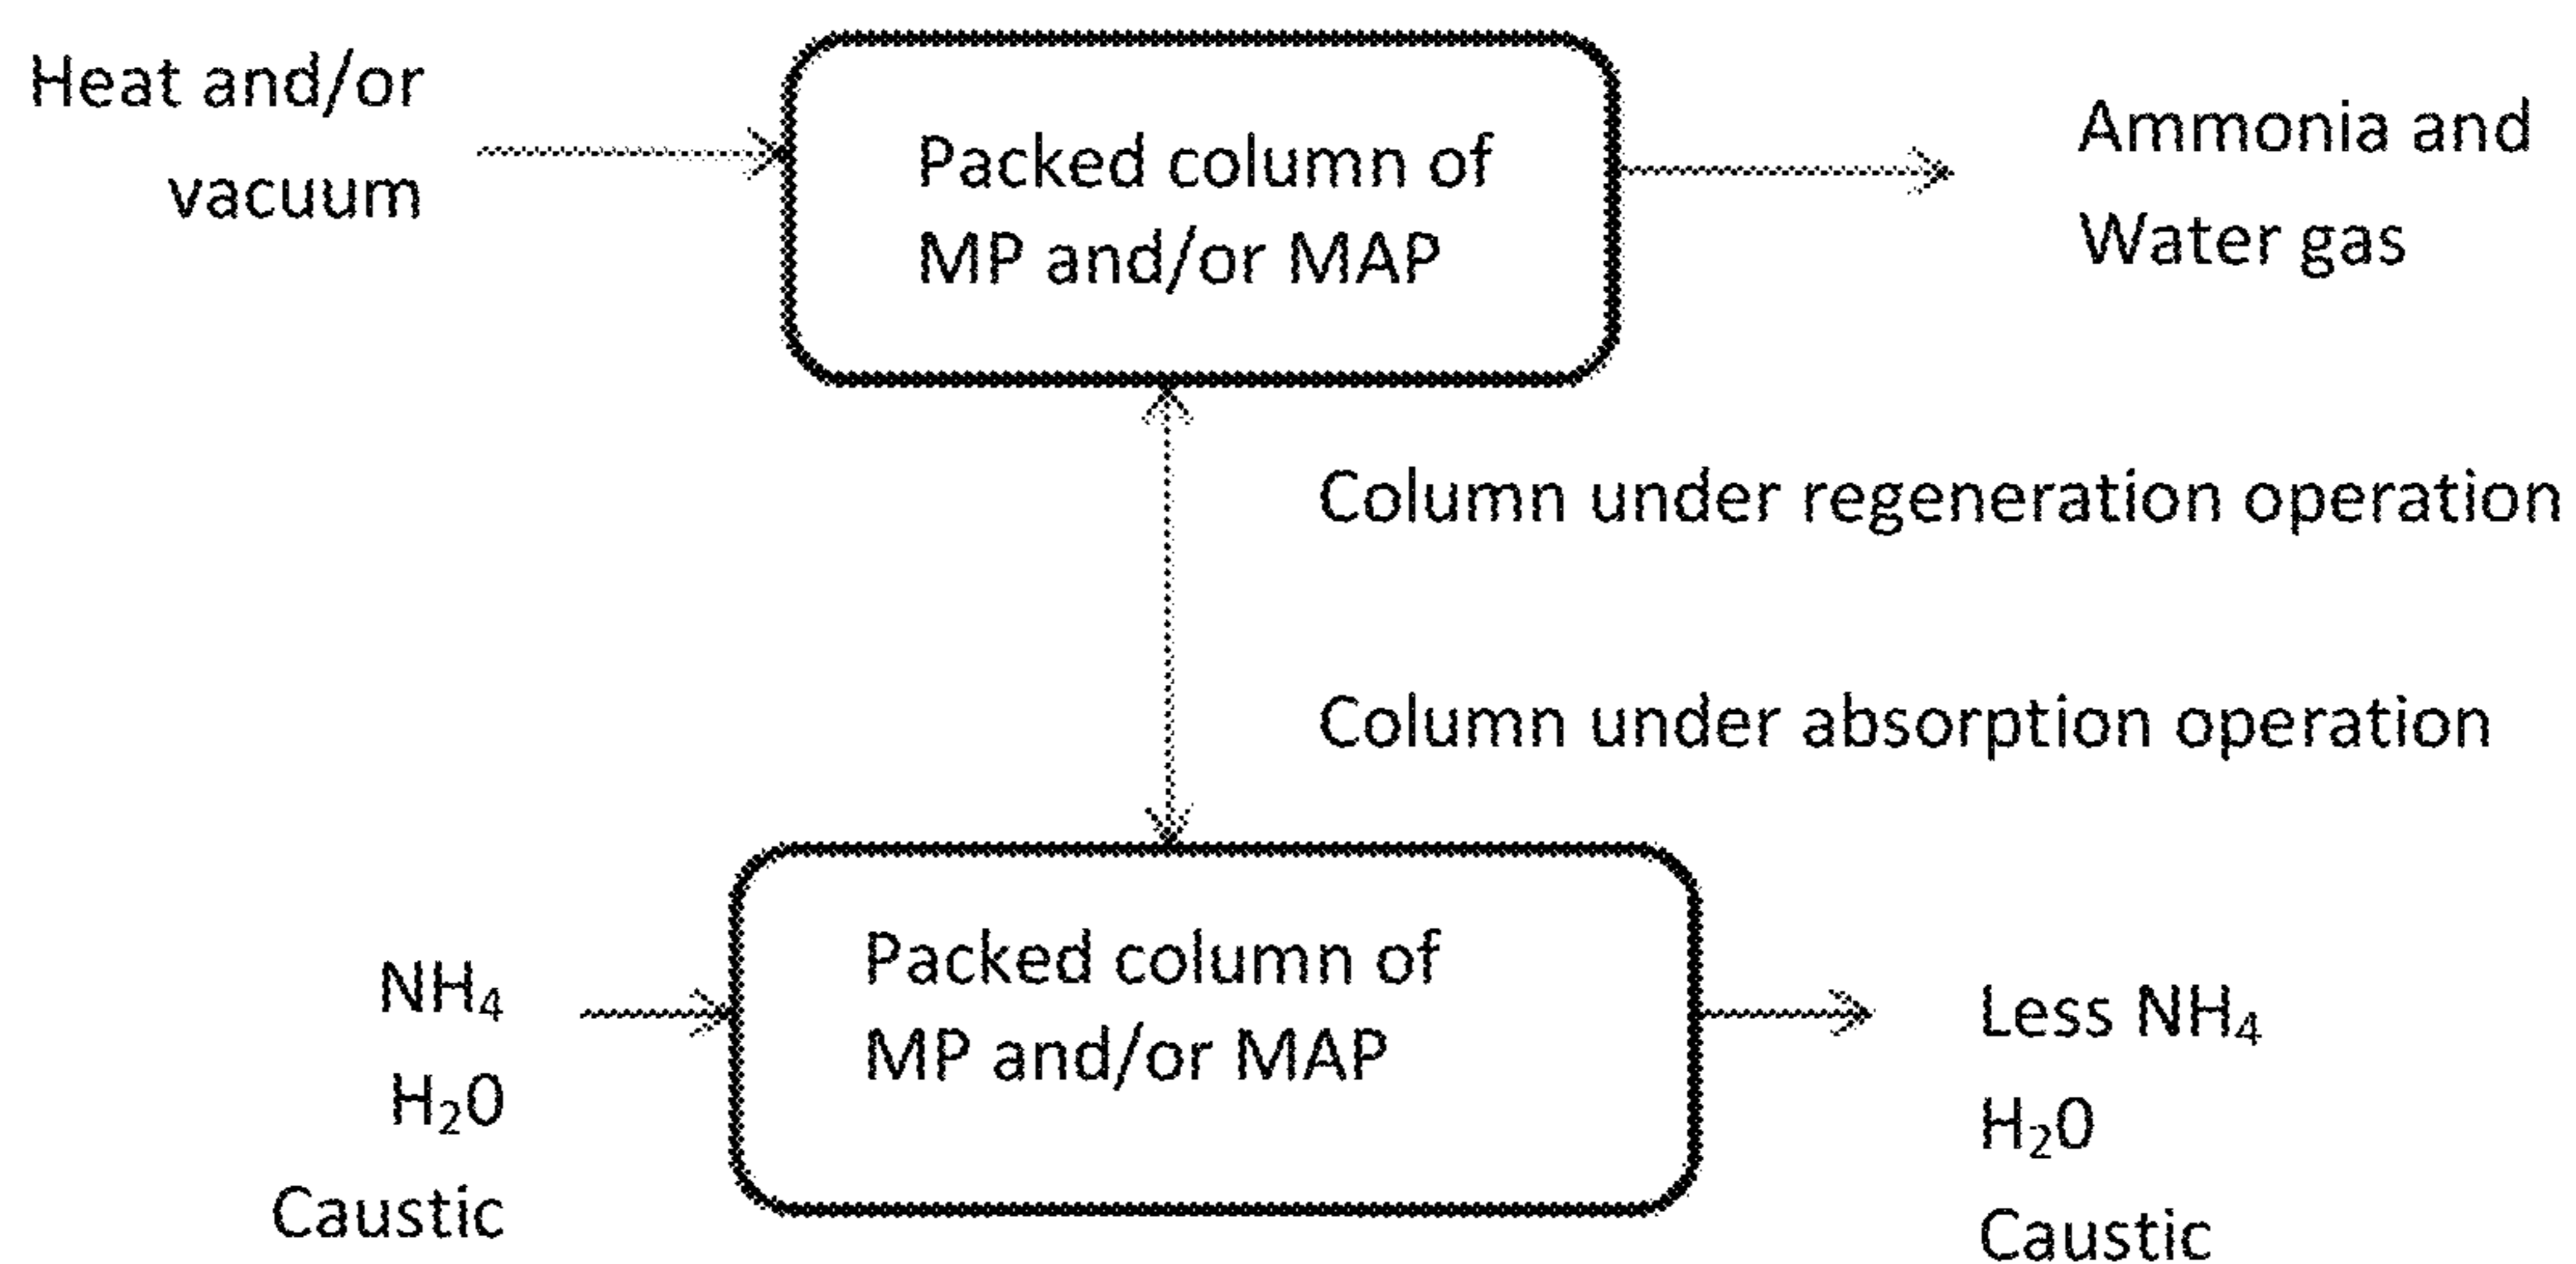 Heat and/or
vacuum
Packed column of
MP and/or MAP
Ammonia and
Water gas
Column under regeneration operation
Column under absorption operation
NH₄
H₂0
Caustic
Packed column of
MP and/or MAP
Less NH₄
H₂0
Caustic